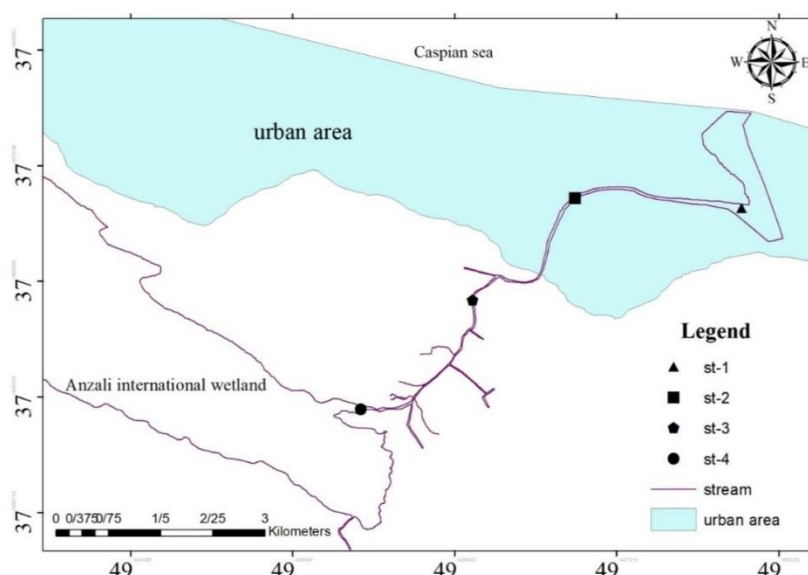 Caspian sea
N
W E
S
37
urban area
37
37
Legend
st-1
Anzali international wetland
37
st-2
st-3
st-4
stream
37
urban area
0 0/375 0/75 1/5 2/25 3
Kilometers
49 49 49 49 49